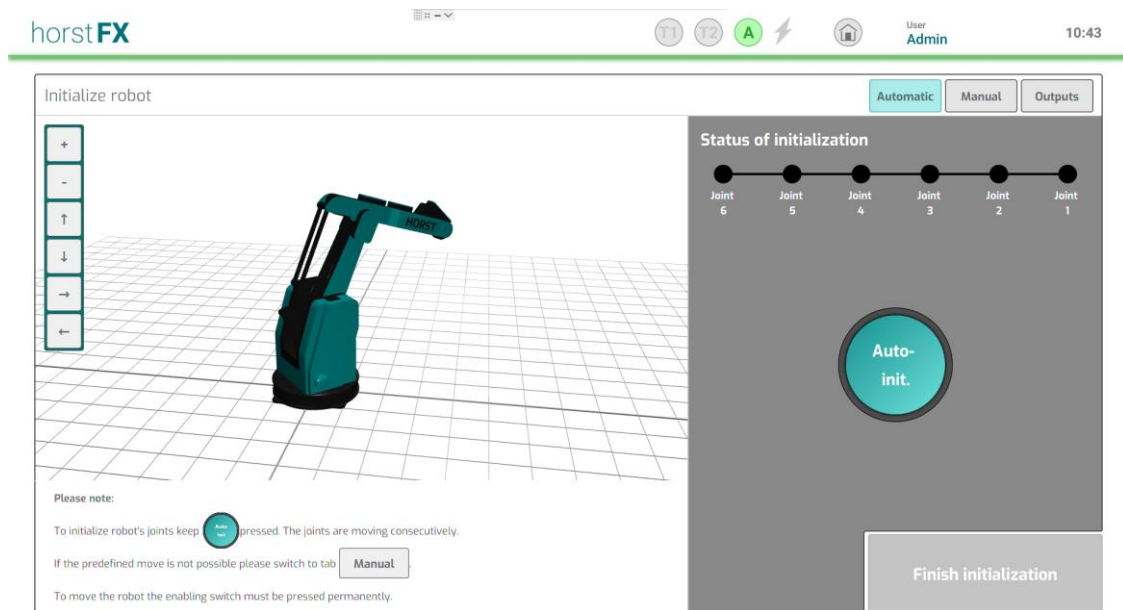 horstFX
T1 T2 A
User
Admin
10:43
Initialize robot
Automatic
Manual
Outputs
+
-
↑
↓
→
←
HORST
Status of initialization
Joint 6
Joint 5
Joint 4
Joint 3
Joint 2
Joint 1
Auto-
init.
Please note:
To initialize robot's joints keep Auto init pressed. The joints are moving consecutively.
If the predefined move is not possible please switch to tab Manual.
To move the robot the enabling switch must be pressed permanently.
Finish initialization